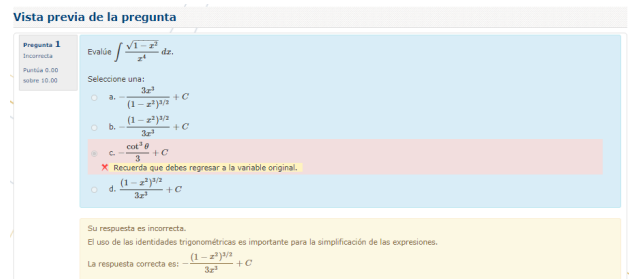 Vista previa de la pregunta
Pregunta 1
Incorrecta
Puntúa 0.00
sobre 10.00
Evalúe ∫ √(1 − x²) / x⁴ dx.
Seleccione una:
a. − 3x³ / (1 − x²)^{3/2} + C
b. − (1 − x²)^{3/2} / 3x³ + C
c. − cot³ θ / 3 + C
Recuerda que debes regresar a la variable original.
d. (1 − x²)^{3/2} / 3x³ + C
Su respuesta es incorrecta.
El uso de las identidades trigonométricas es importante para la simplificación de las expresiones.
La respuesta correcta es: − (1 − x²)^{3/2} / 3x³ + C